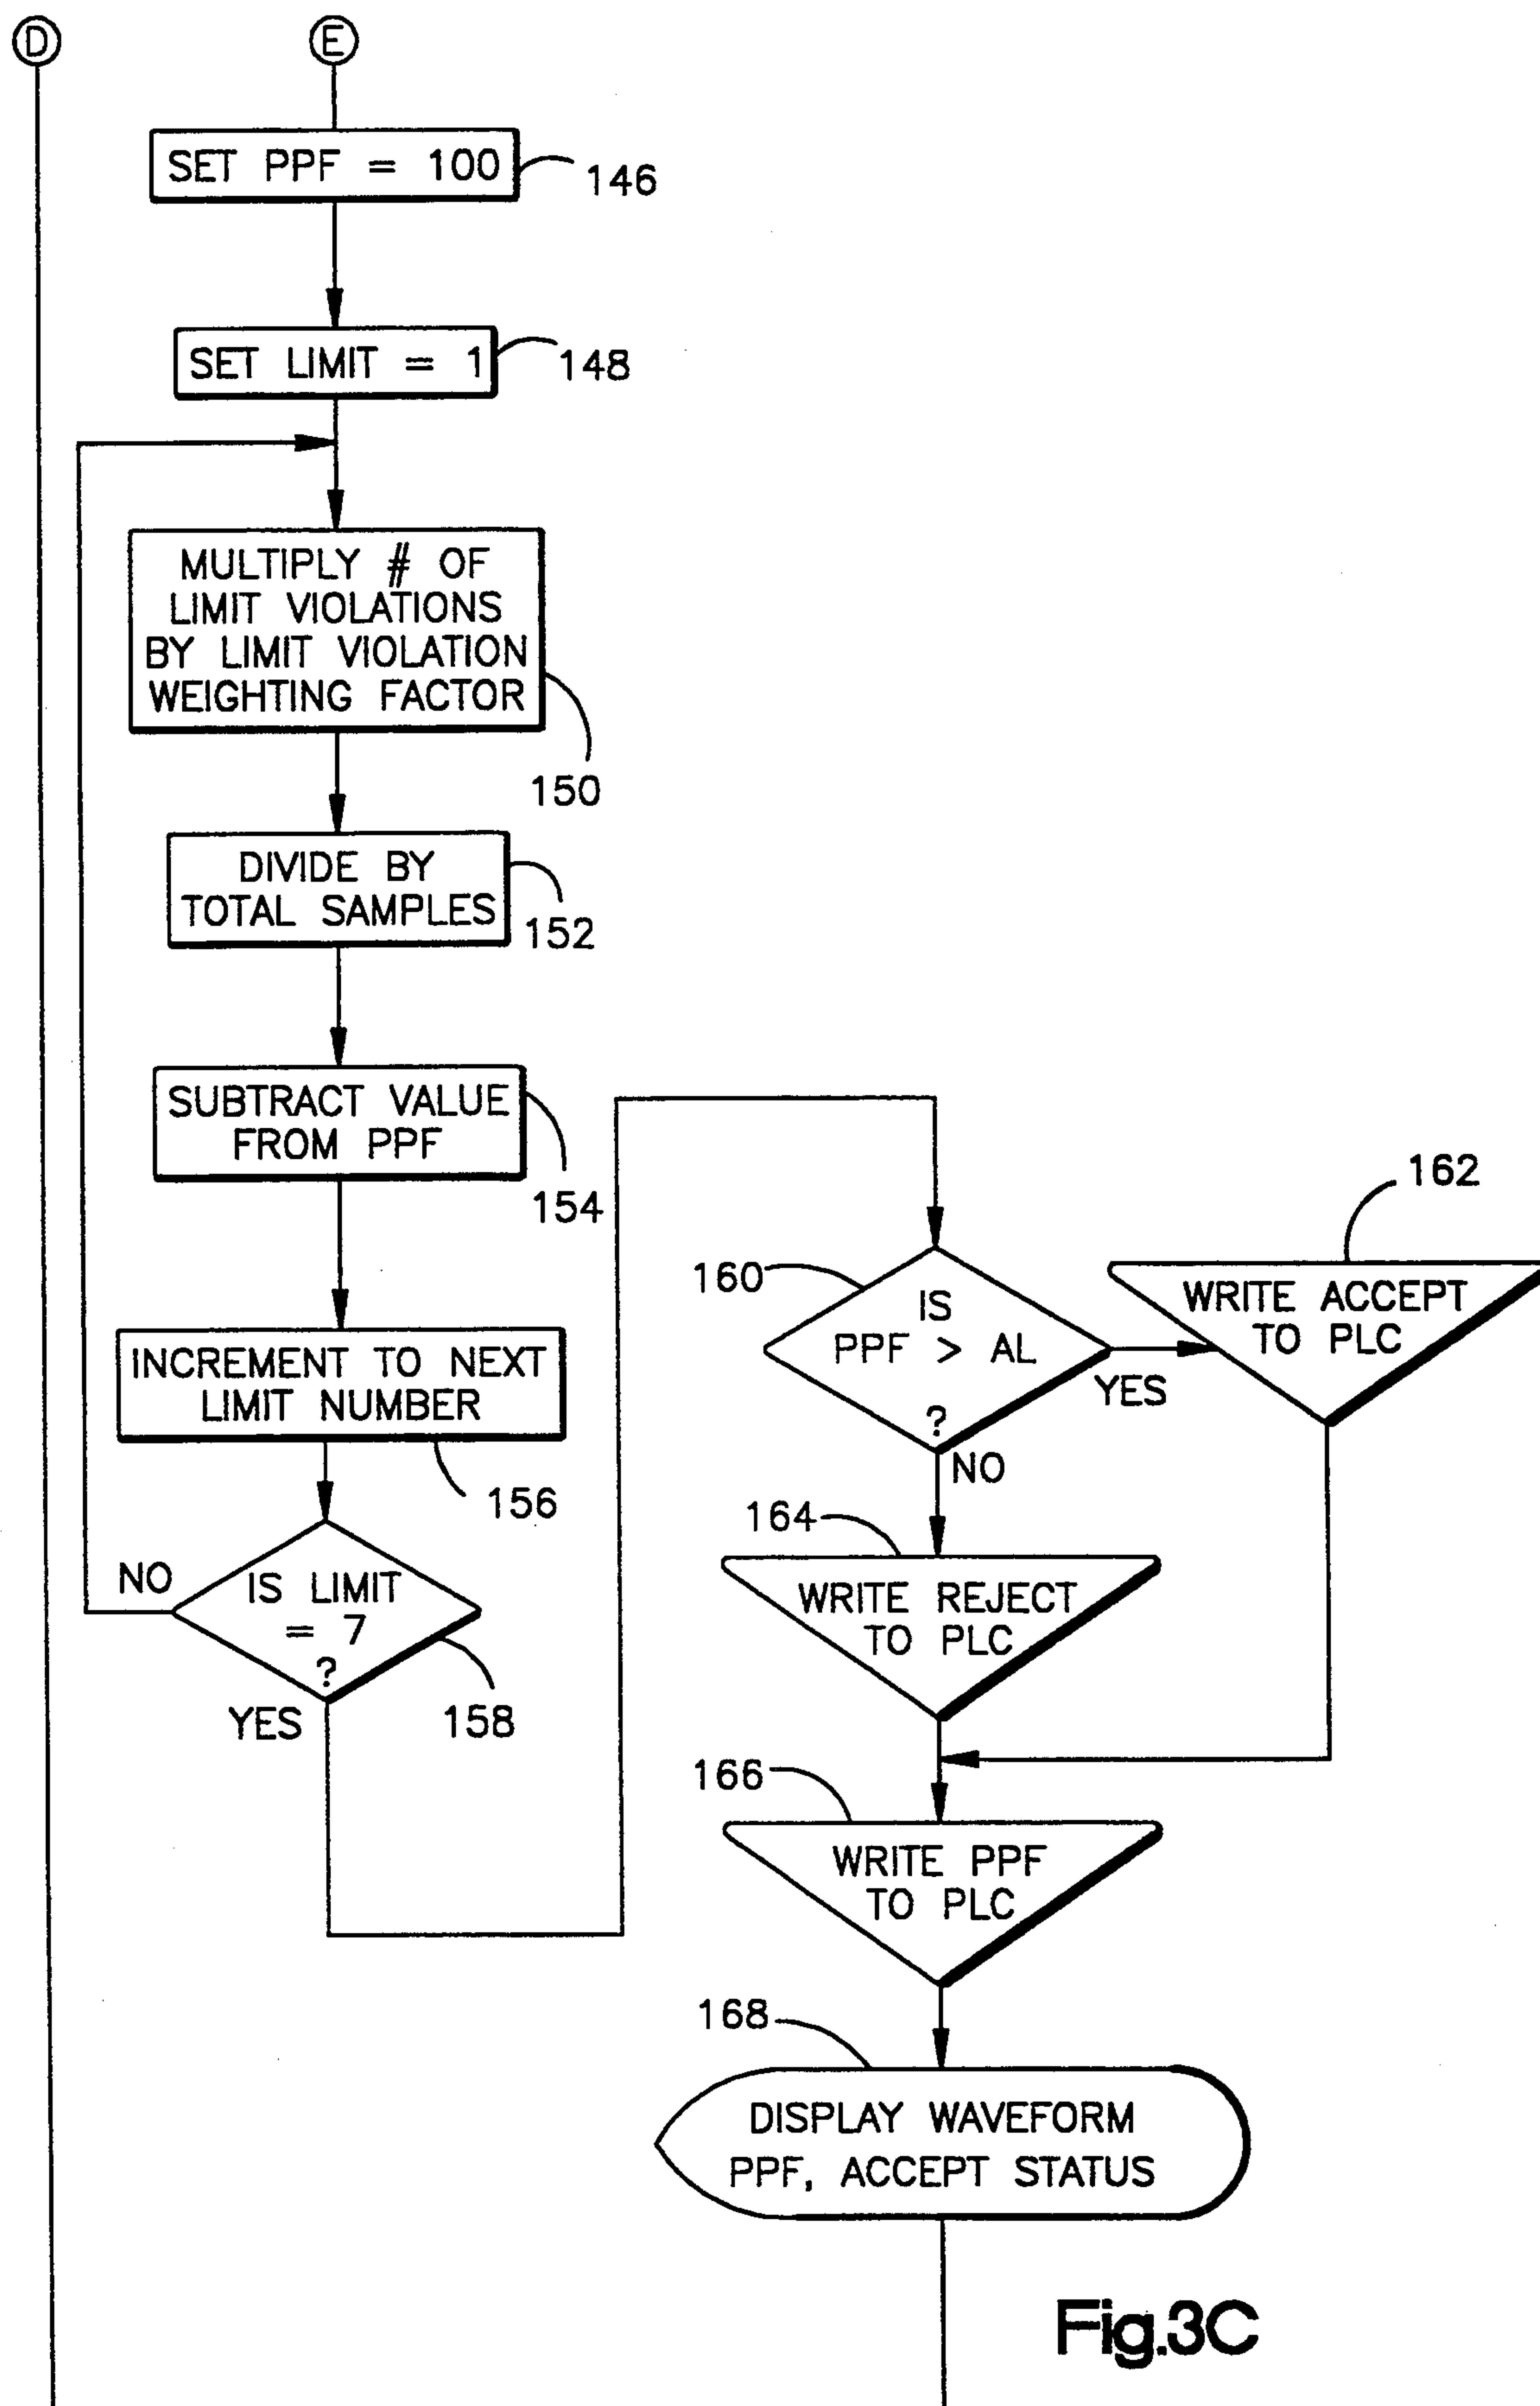 D
E
SET PPF = 100
146
SET LIMIT = 1
148
MULTIPLY # OF
LIMIT VIOLATIONS
BY LIMIT VIOLATION
WEIGHTING FACTOR
150
DIVIDE BY
TOTAL SAMPLES
152
SUBTRACT VALUE
FROM PPF
154
INCREMENT TO NEXT
LIMIT NUMBER
156
IS LIMIT
= 7
?
NO
YES
158
160
IS
PPF > AL
?
YES
NO
162
WRITE ACCEPT
TO PLC
164
WRITE REJECT
TO PLC
166
WRITE PPF
TO PLC
168
DISPLAY WAVEFORM
PPF, ACCEPT STATUS
Fig.3C